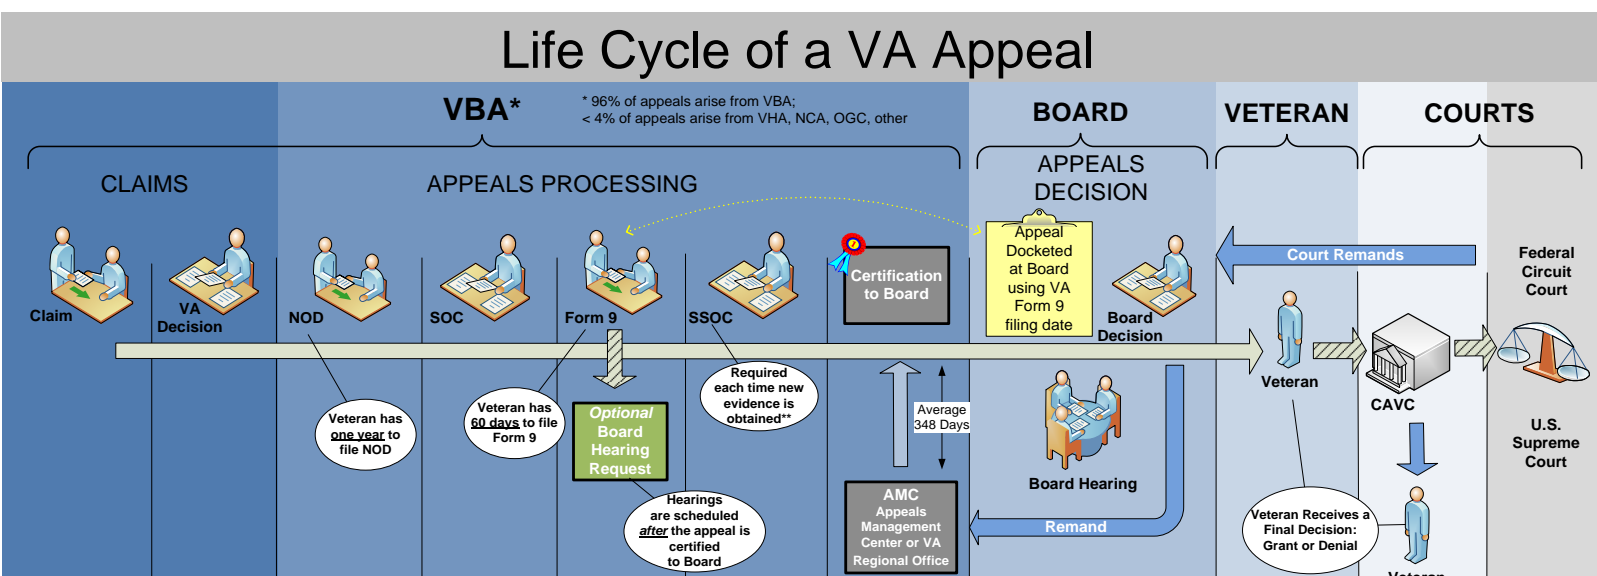 Life Cycle of a VA Appeal
VBA*
* 96% of appeals arise from VBA;
< 4% of appeals arise from VHA, NCA, OGC, other
BOARD
VETERAN
COURTS
CLAIMS
APPEALS PROCESSING
APPEALS
DECISION
Claim
VA
Decision
NOD
SOC
Form 9
SSOC
Certification
to Board
Appeal
Docketed
at Board
using VA
Form 9
filing date
Board
Decision
Court Remands
Federal
Circuit
Court
Veteran
CAVC
U.S.
Supreme
Court
Veteran has
one year to
file NOD
Veteran has
60 days to file
Form 9
Optional
Board
Hearing
Request
Required
each time new
evidence is
obtained**
Average
348 Days
Board Hearing
Hearings
are scheduled
after the appeal is
certified
to Board
AMC
Appeals
Management
Center or VA
Regional Office
Remand
Veteran Receives a
Final Decision:
Grant or Denial
Veteran